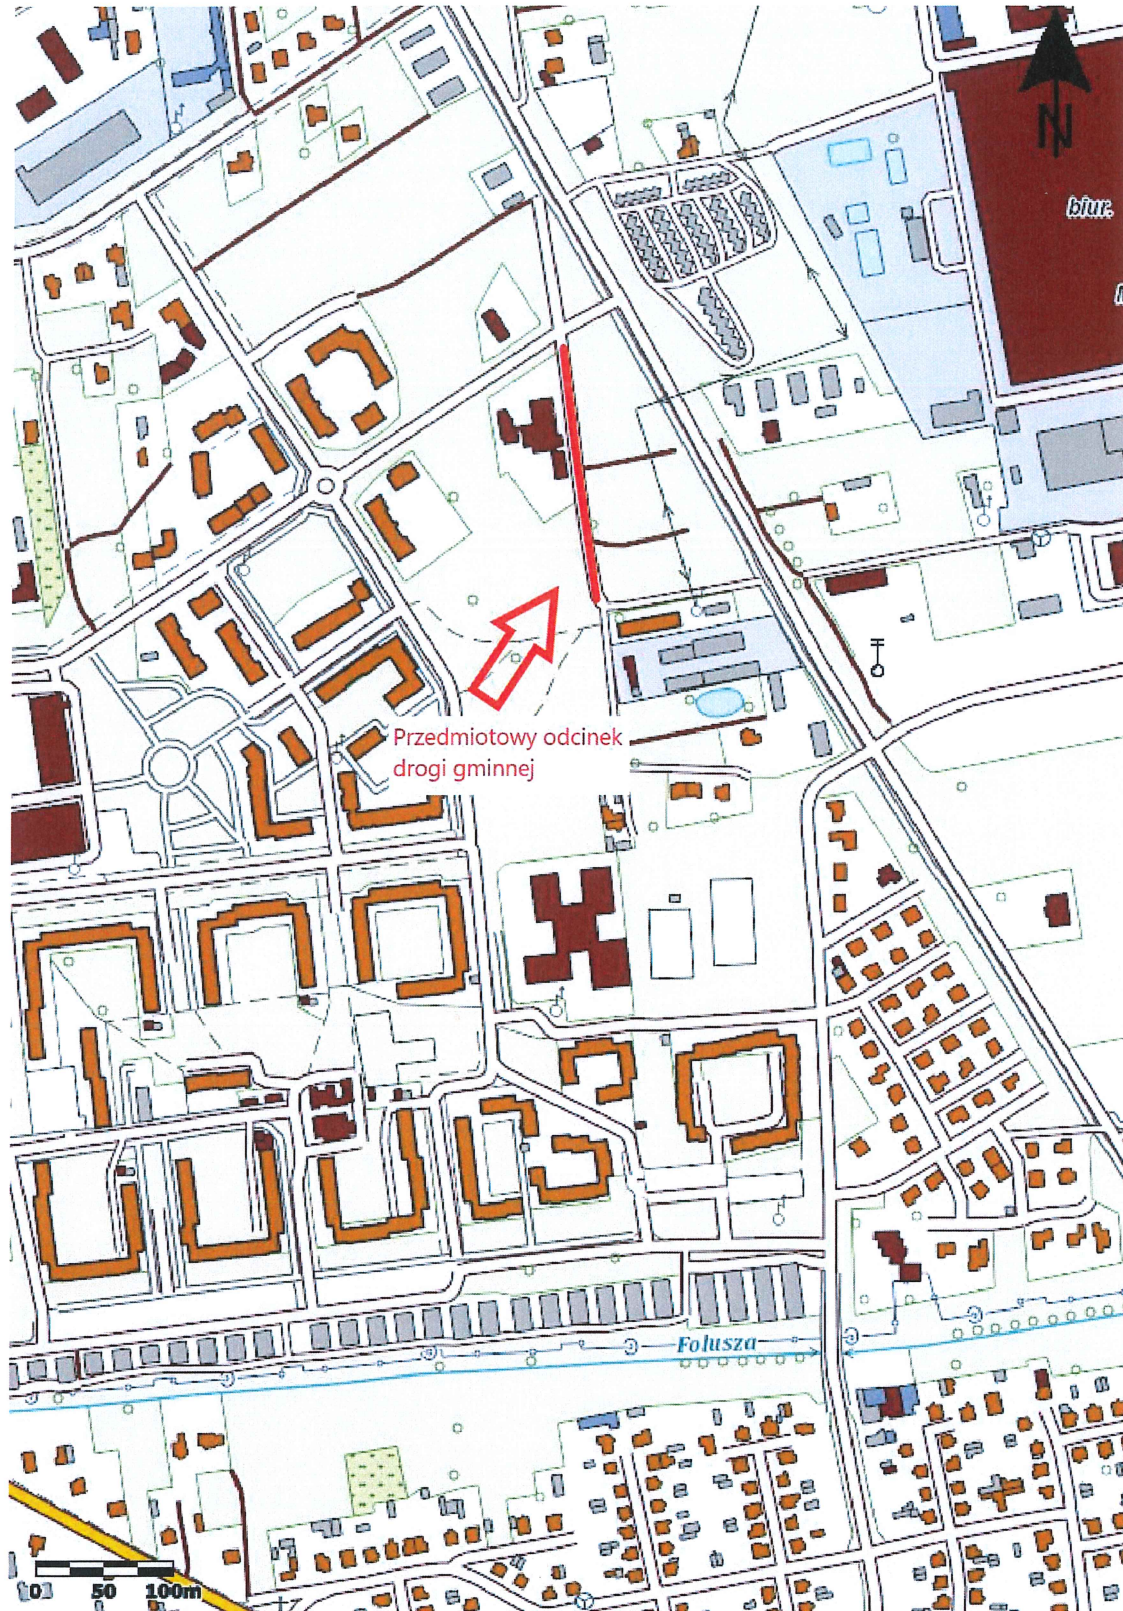 N
biur.
Przedmiotowy odcinek
drogi gminnej
Folusza
0 50 100m